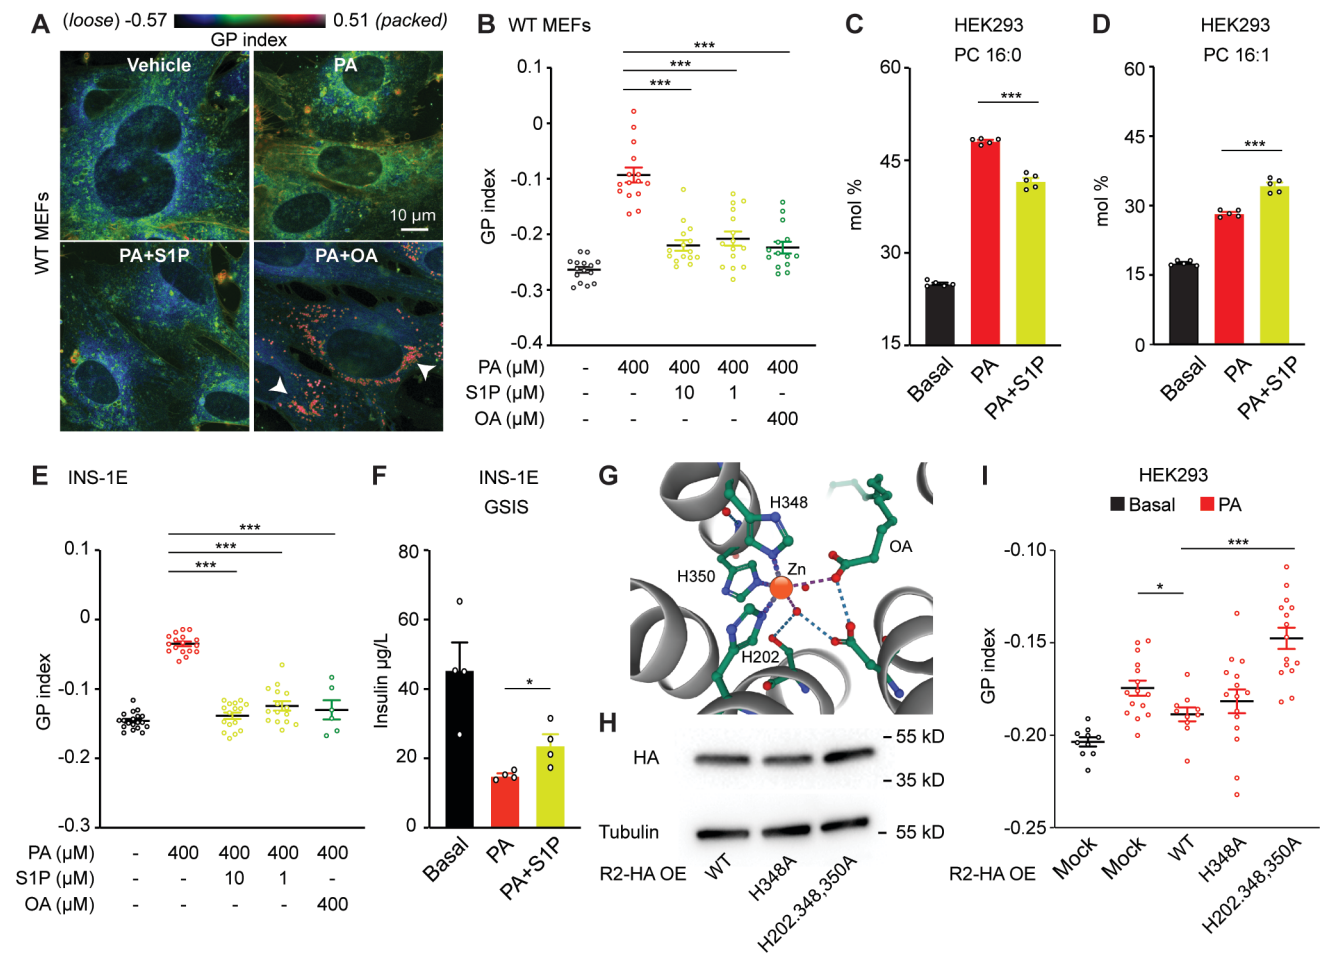 A (loose) -0.57 0.51 (packed)
GP index
WT MEFs
Vehicle PA
10 µm
PA+S1P PA+OA
B WT MEFs
*** 
***
***
GP index
0.1
0
-0.1
-0.2
-0.3
-0.4
PA (µM) - 400 400 400 400
S1P (µM) - - 10 1 -
OA (µM) - - - - 400
C HEK293
PC 16:0
mol %
60
45
30
15
***
Basal PA PA+S1P
D HEK293
PC 16:1
mol %
60
45
30
15
0
***
Basal PA PA+S1P
E INS-1E
***
***
***
GP index
0.1
0
-0.1
-0.2
-0.3
PA (µM) - 400 400 400 400
S1P (µM) - - 10 1 -
OA (µM) - - - - 400
F INS-1E
GSIS
Insulin µg/L
80
60
40
20
0
*
Basal PA PA+S1P
G
H348
OA
H350
Zn
H202
H
HA
55 kD
35 kD
Tubulin
55 kD
R2-HA OE WT H348A H202.348,350A
I HEK293
Basal PA
***
*
GP index
-0.10
-0.15
-0.20
-0.25
R2-HA OE Mock Mock WT H348A H202.348,350A